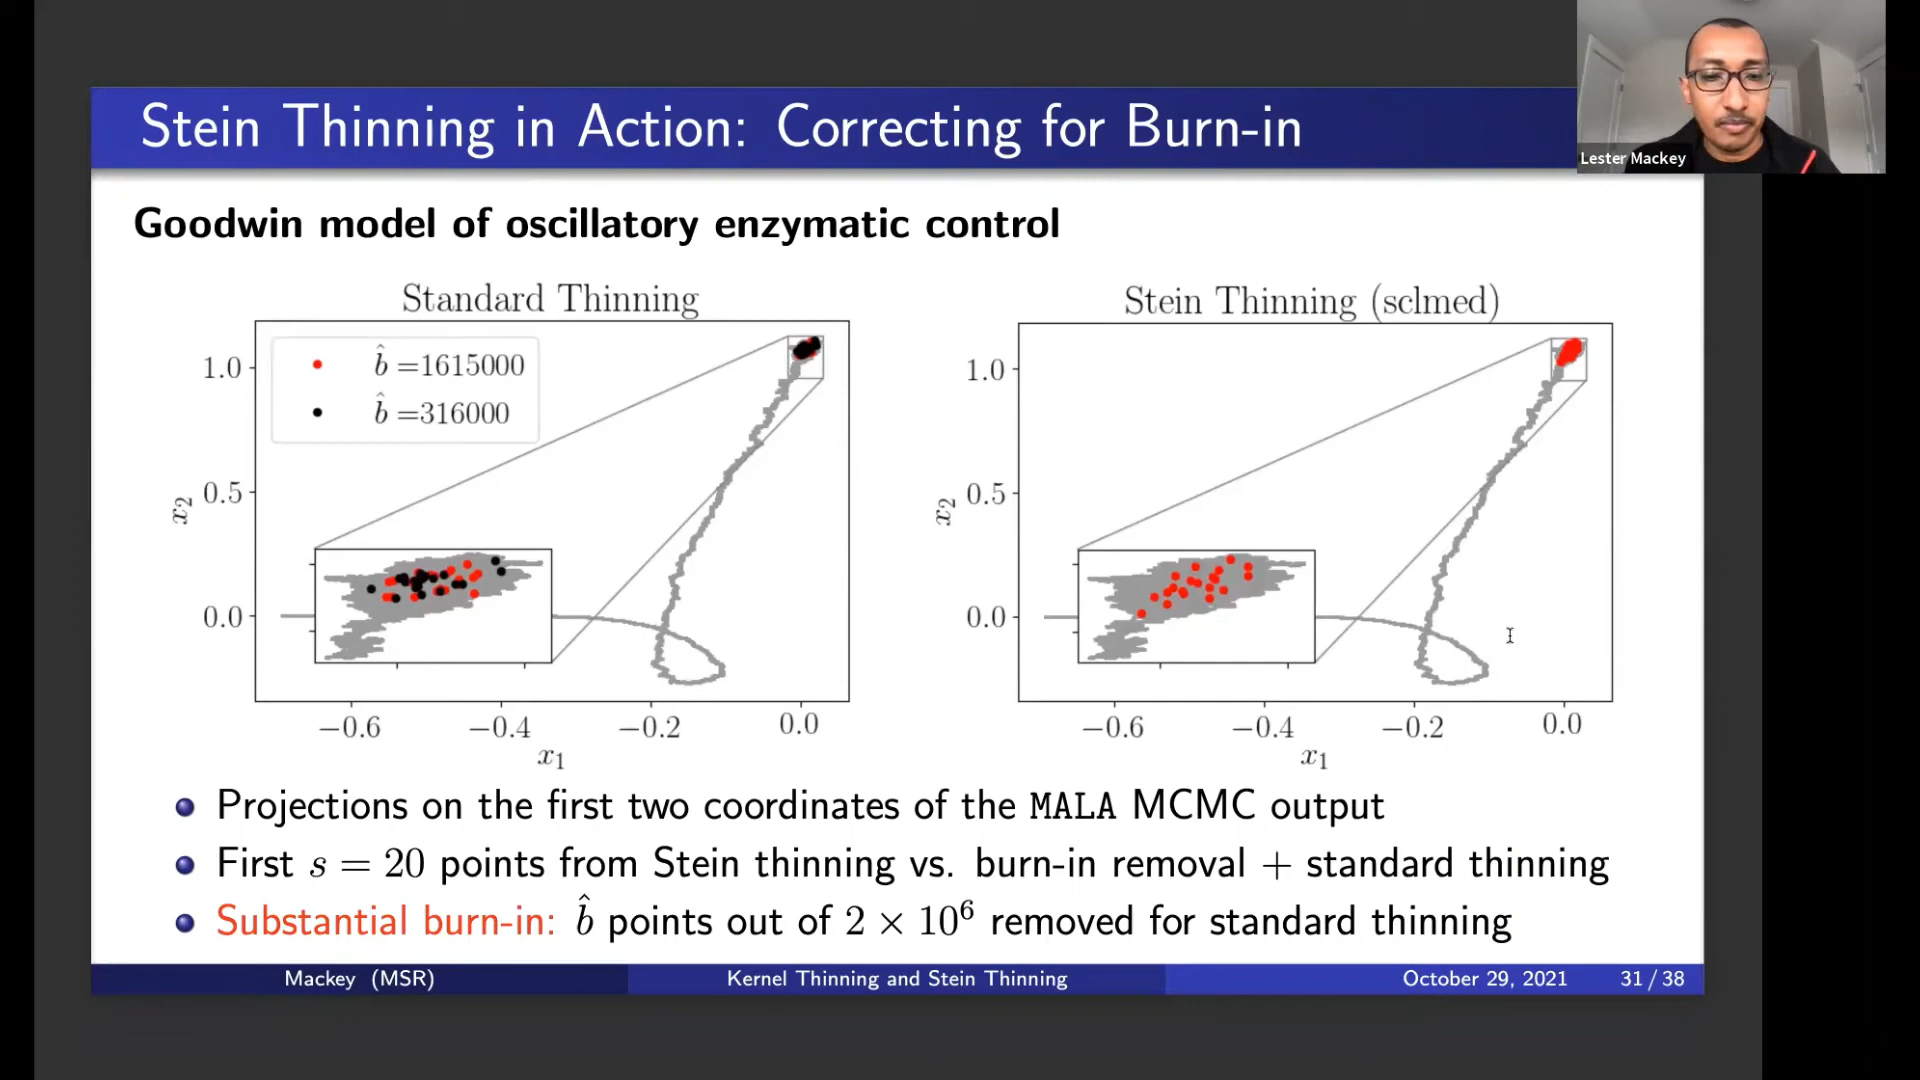 Lester Mackey
Stein Thinning in Action: Correcting for Burn-in
Goodwin model of oscillatory enzymatic control
Standard Thinning
b̂ =1615000
b̂ =316000
1.0
0.5
0.0
x₂
−0.6 −0.4 −0.2 0.0
x₁
Stein Thinning (sclmed)
1.0
0.5
0.0
x₂
−0.6 −0.4 −0.2 0.0
x₁
Projections on the first two coordinates of the MALA MCMC output
First s = 20 points from Stein thinning vs. burn-in removal + standard thinning
Substantial burn-in: b̂ points out of 2 × 10⁶ removed for standard thinning
Mackey (MSR) Kernel Thinning and Stein Thinning October 29, 2021 31 / 38